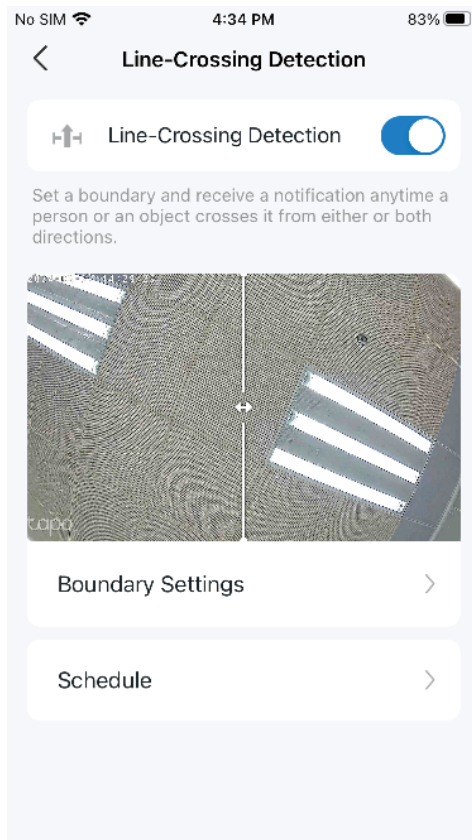 No SIM 4:34 PM 83%
Line-Crossing Detection
Line-Crossing Detection
Set a boundary and receive a notification anytime a
person or an object crosses it from either or both
directions.
tapo
Boundary Settings
Schedule